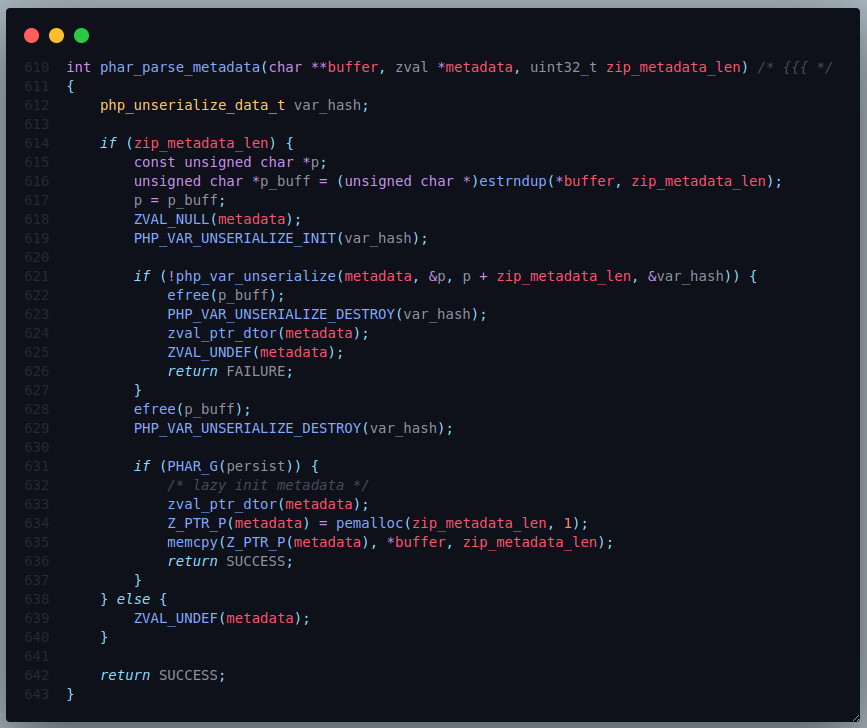 610 int phar_parse_metadata(char **buffer, zval *metadata, uint32_t zip_metadata_len) /* {{{ */
611 {
612     php_unserialize_data_t var_hash;
613
614     if (zip_metadata_len) {
615         const unsigned char *p;
616         unsigned char *p_buff = (unsigned char *)estrndup(*buffer, zip_metadata_len);
617         p = p_buff;
618         ZVAL_NULL(metadata);
619         PHP_VAR_UNSERIALIZE_INIT(var_hash);
620
621         if (!php_var_unserialize(metadata, &p, p + zip_metadata_len, &var_hash)) {
622             efree(p_buff);
623             PHP_VAR_UNSERIALIZE_DESTROY(var_hash);
624             zval_ptr_dtor(metadata);
625             ZVAL_UNDEF(metadata);
626             return FAILURE;
627         }
628         efree(p_buff);
629         PHP_VAR_UNSERIALIZE_DESTROY(var_hash);
630
631         if (PHAR_G(persist)) {
632             /* lazy init metadata */
633             zval_ptr_dtor(metadata);
634             Z_PTR_P(metadata) = pemalloc(zip_metadata_len, 1);
635             memcpy(Z_PTR_P(metadata), *buffer, zip_metadata_len);
636             return SUCCESS;
637         }
638     } else {
639         ZVAL_UNDEF(metadata);
640     }
641
642     return SUCCESS;
643 }